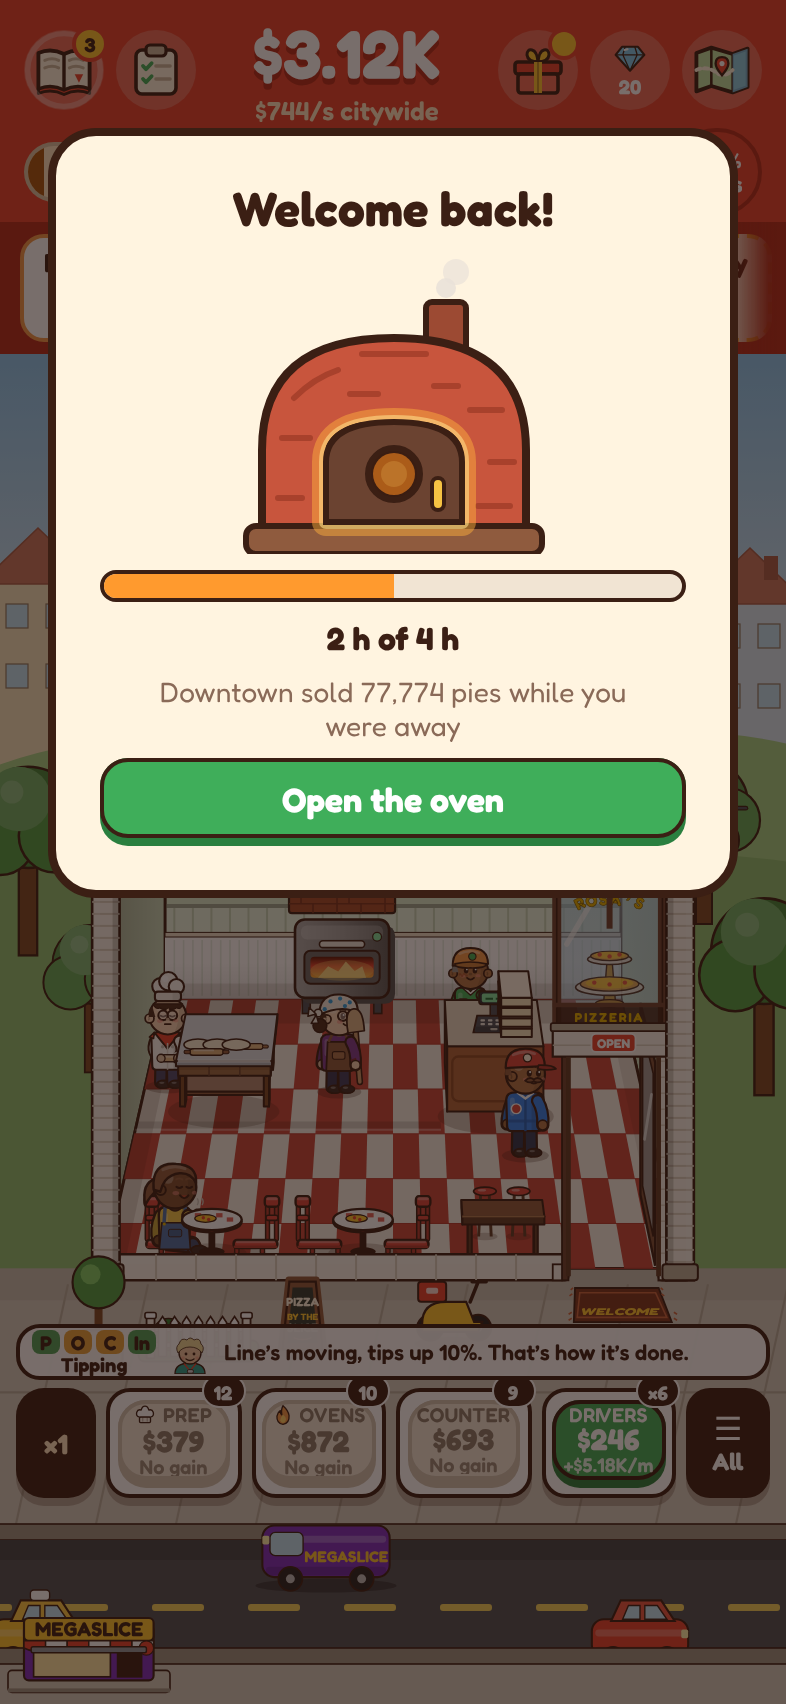 3
$3.12K
$744/s citywide
20
Welcome back!
2 h of 4 h
Downtown sold 77,774 pies while you
were away
Open the oven
ROSA'S
PIZZERIA
OPEN
PIZZA
BY THE
WELCOME
P O C In
Tipping
Line's moving, tips up 10%. That's how it's done.
12
10
9
x6
x1
PREP
$379
No gain
OVENS
$872
No gain
COUNTER
$693
No gain
DRIVERS
$246
+$5.18K/m
All
MEGASLICE
MEGASLICE